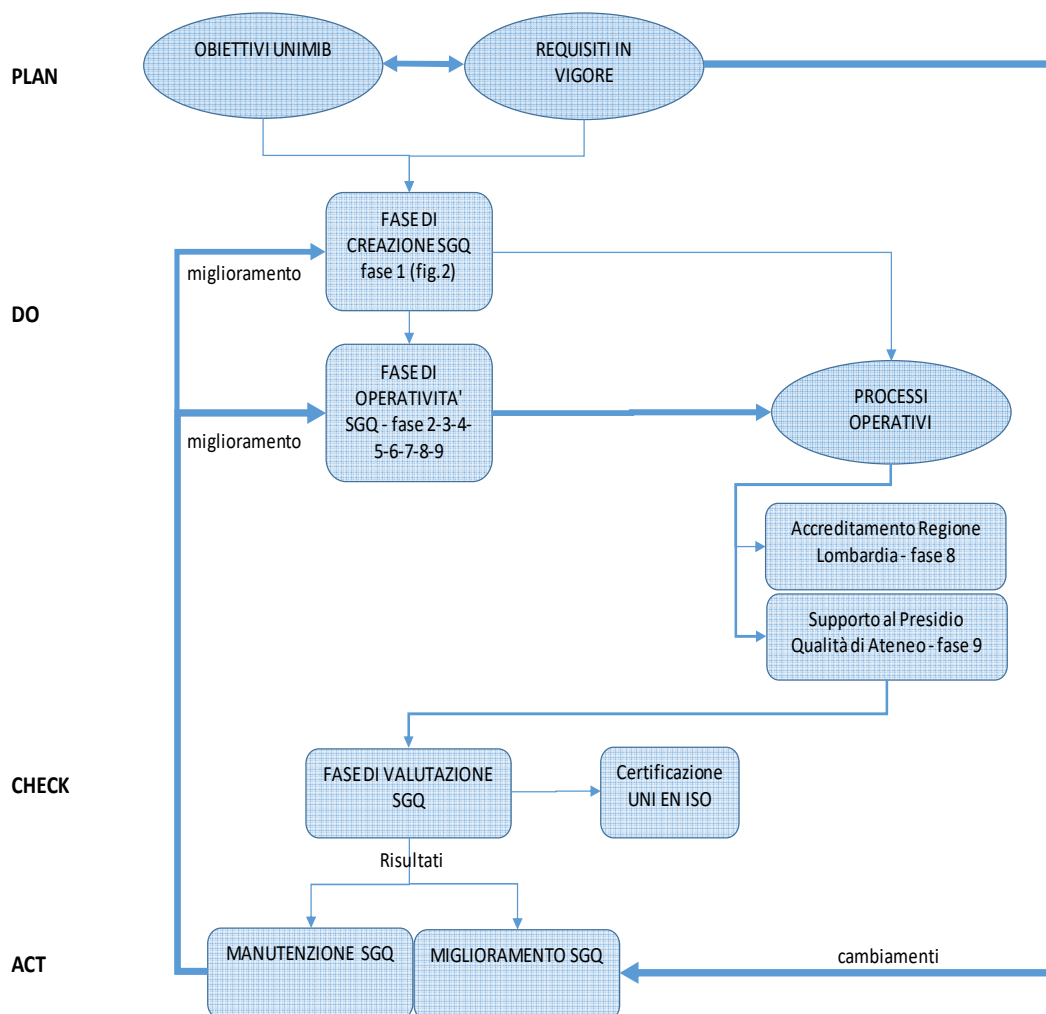 OBIETTIVI UNIMIB
REQUISITI IN
VIGORE
PLAN
FASE DI
CREAZIONE SGQ
fase 1 (fig.2)
miglioramento
DO
FASE DI
OPERATIVITA'
SGQ - fase 2-3-4-
5-6-7-8-9
miglioramento
PROCESSI
OPERATIVI
Accreditamento Regione
Lombardia - fase 8
Supporto al Presidio
Qualità di Ateneo - fase 9
CHECK
FASE DI VALUTAZIONE
SGQ
Certificazione
UNI EN ISO
Risultati
ACT
MANUTENZIONE SGQ
MIGLIORAMENTO SGQ
cambiamenti